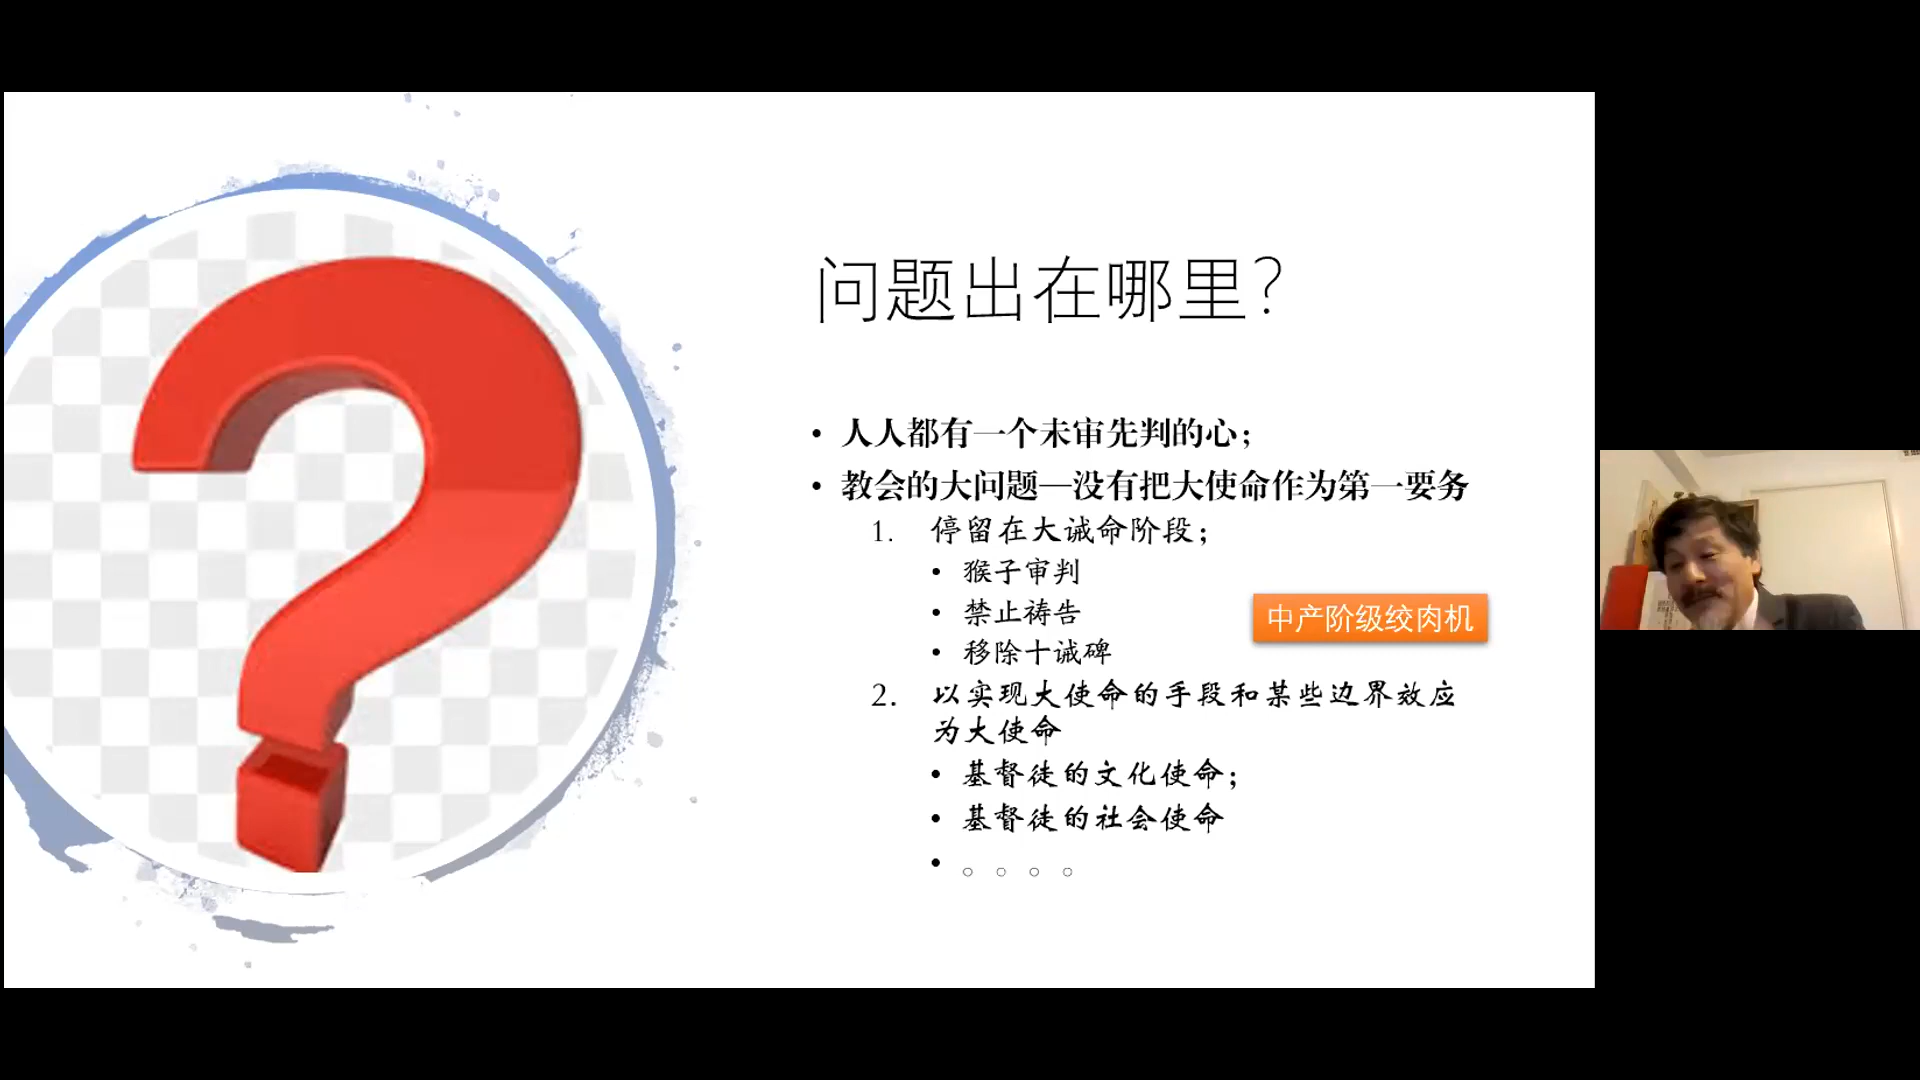 问题出在哪里？
• 人人都有一个未审先判的心；
• 教会的大问题—没有把大使命作为第一要务
1. 停留在大诫命阶段；
• 猴子审判
• 禁止祷告
• 移除十诫碑
中产阶级绞肉机
2. 以实现大使命的手段和某些边界效应
为大使命
• 基督徒的文化使命；
• 基督徒的社会使命
• 。。。。